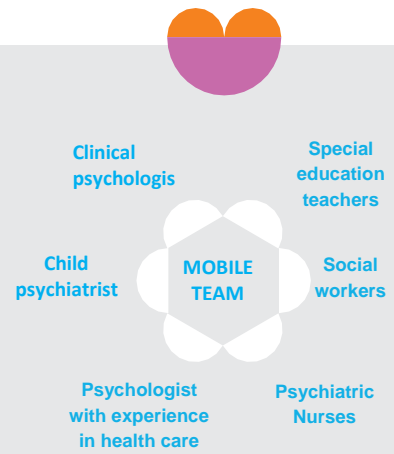 Clinical
psychologis
Special
education
teachers
Child
psychiatrist
MOBILE
TEAM
Social
workers
Psychologist
with experience
in health care
Psychiatric
Nurses